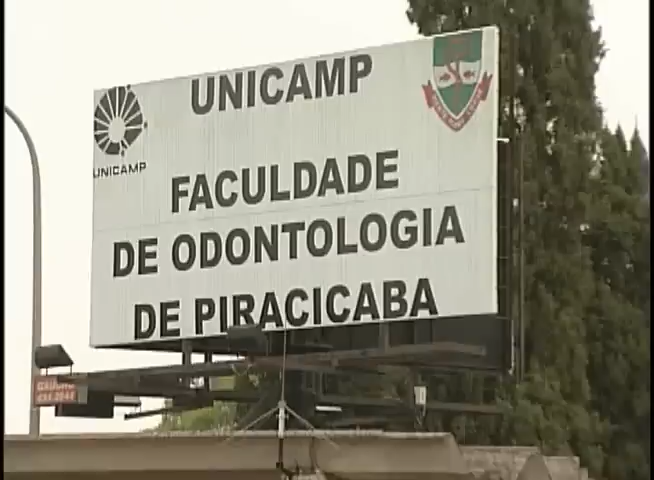 UNICAMP
UNICAMP
FACULDADE
DE ODONTOLOGIA
DE PIRACICABA